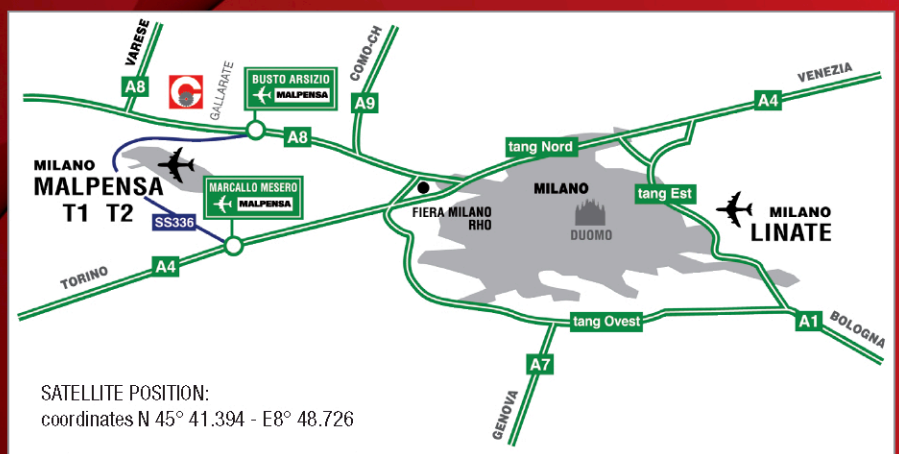 VARESE
A8
GALLARATE
BUSTO ARSIZIO
MALPENSA
COMO-CH
A9
A8
VENEZIA
A4
tang Nord
MILANO
MALPENSA
T1 T2
MARCALLO MESERO
MALPENSA
SS336
FIERA MILANO
RHO
MILANO
DUOMO
tang Est
MILANO
LINATE
TORINO
A4
tang Ovest
A1
BOLOGNA
A7
GENOVA
SATELLITE POSITION:
coordinates N 45° 41.394 - E8° 48.726